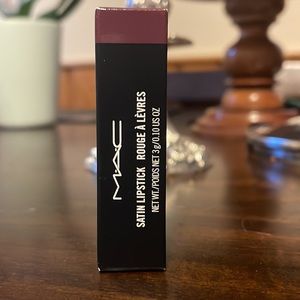 MAC
SATIN LIPSTICK ROUGE À LÈVRES
NET WT./POIDS NET 3 g/0.10 US OZ